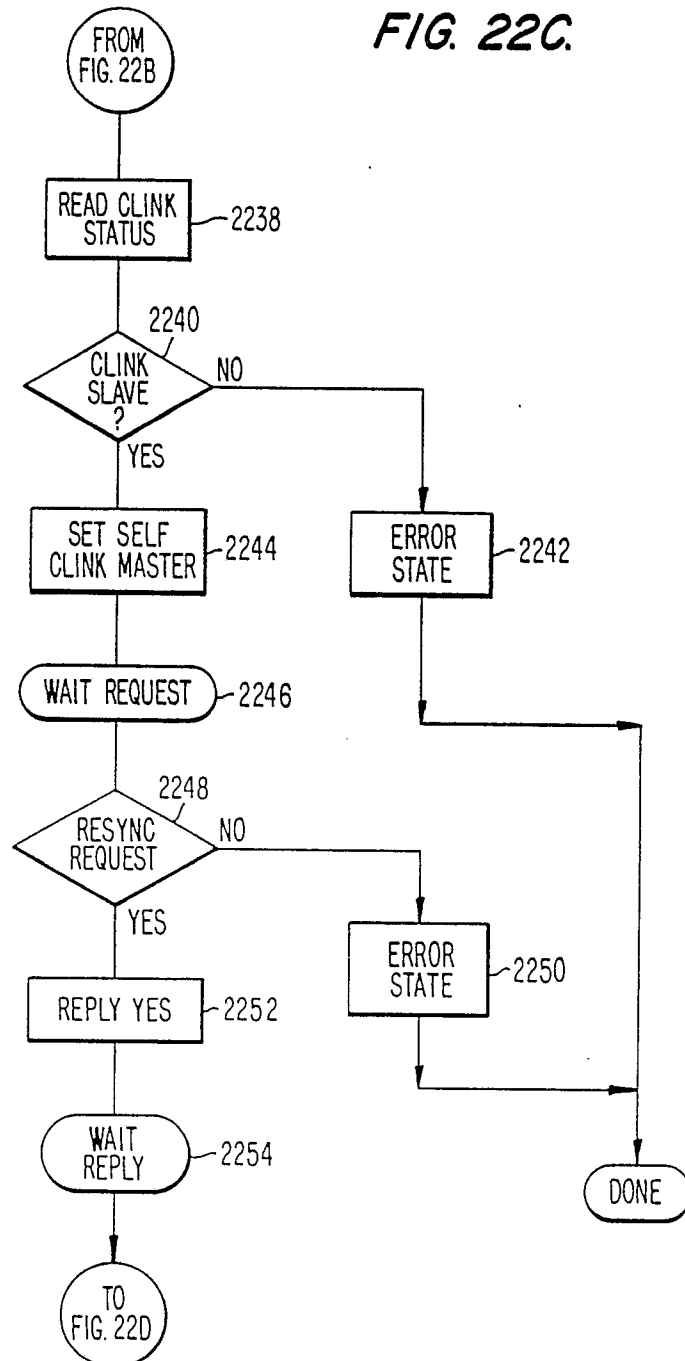 FIG. 22C.
FROM
FIG. 22B
READ CLINK
STATUS
2238
2240
CLINK
SLAVE
?
NO
YES
SET SELF
CLINK MASTER
2244
ERROR
STATE
2242
WAIT REQUEST
2246
2248
RESYNC
REQUEST
NO
YES
ERROR
STATE
2250
REPLY YES
2252
WAIT
REPLY
2254
DONE
TO
FIG. 22D